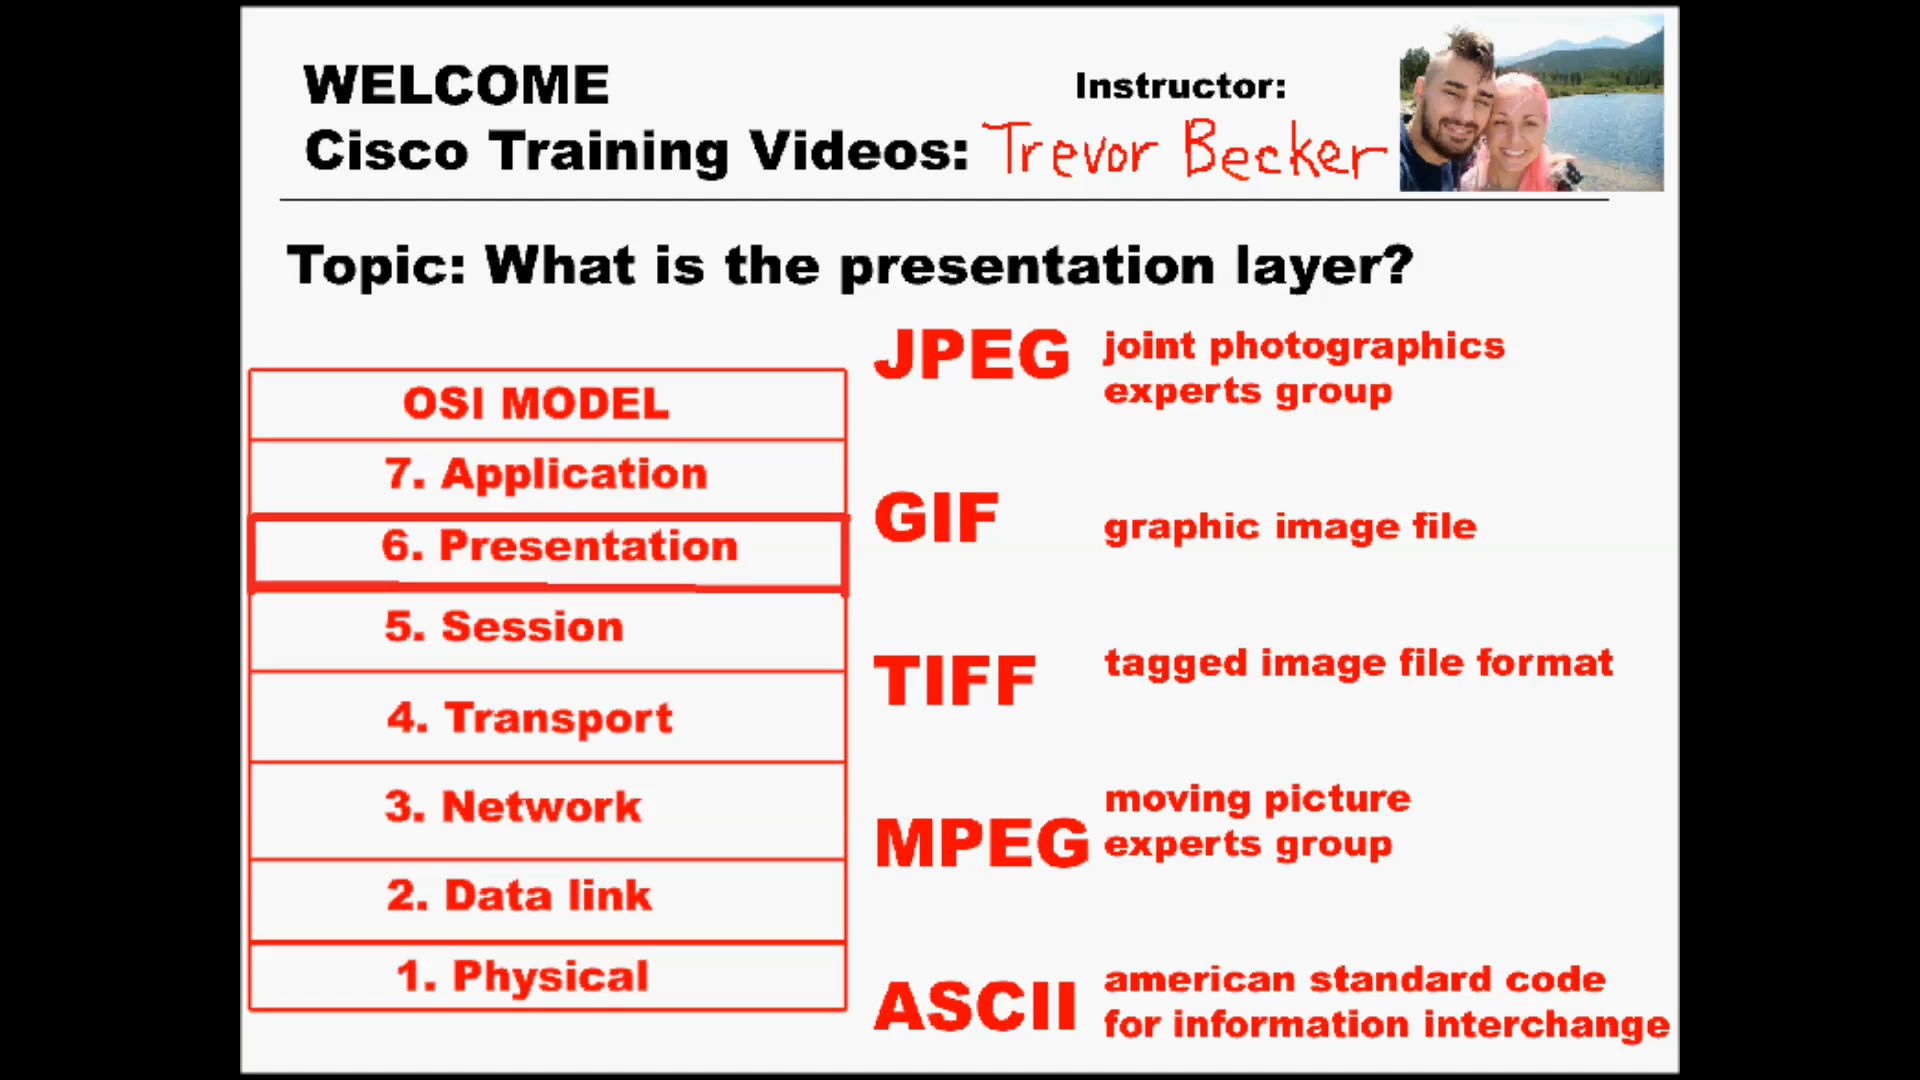 WELCOME
Instructor:
Cisco Training Videos: Trevor Becker
Topic: What is the presentation layer?
OSI MODEL
7. Application
6. Presentation
5. Session
4. Transport
3. Network
2. Data link
1. Physical
JPEG joint photographics
experts group
GIF graphic image file
TIFF tagged image file format
MPEG moving picture
experts group
ASCII american standard code
for information interchange